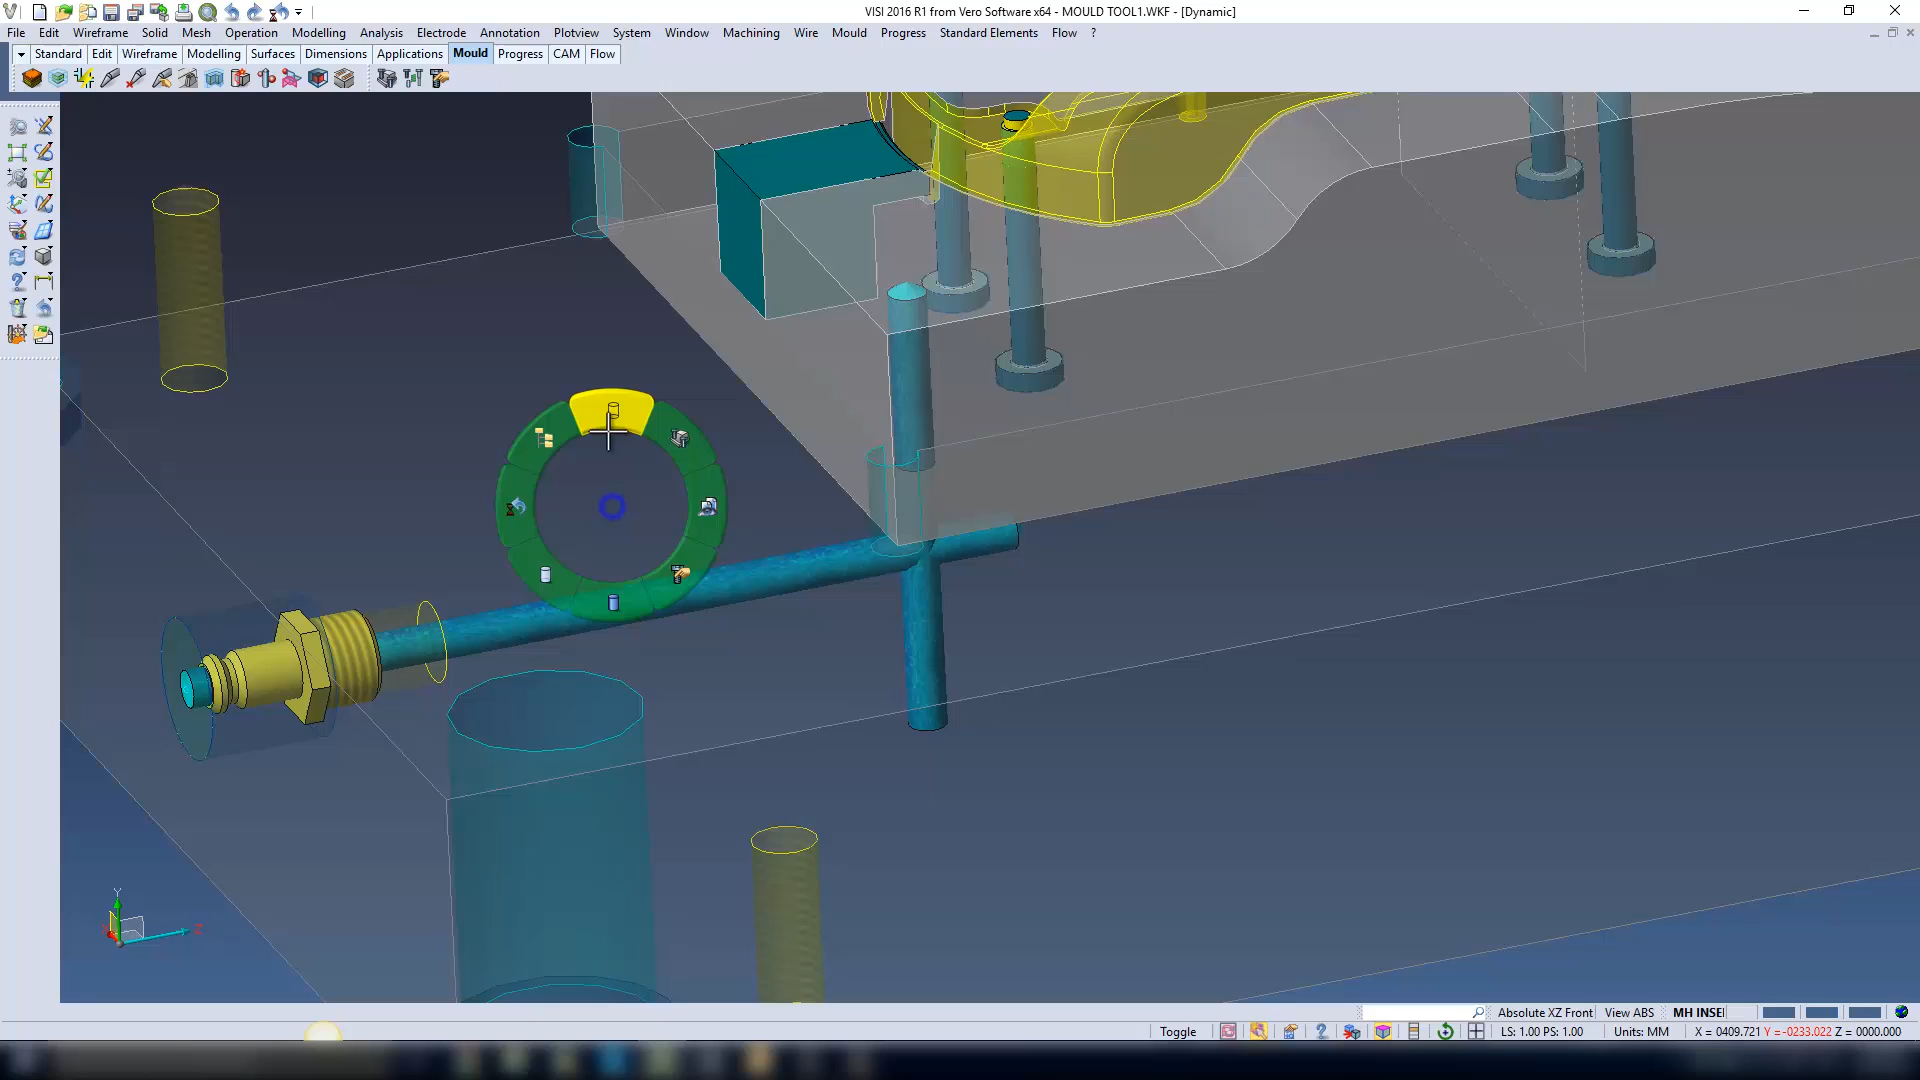 VISI 2016 R1 from Vero Software x64 - MOULD TOOL1.WKF - [Dynamic]
File Edit Wireframe Solid Mesh Operation Modelling Analysis Electrode Annotation Plotview System Window Machining Wire Mould Progress Standard Elements Flow ?
Standard Edit Wireframe Modelling Surfaces Dimensions Applications Mould Progress CAM Flow
Y
Z
Absolute XZ Front View ABS MH INSEI
Toggle LS: 1.00 PS: 1.00 Units: MM X = 0409.721 Y = -0233.022 Z = 0000.000